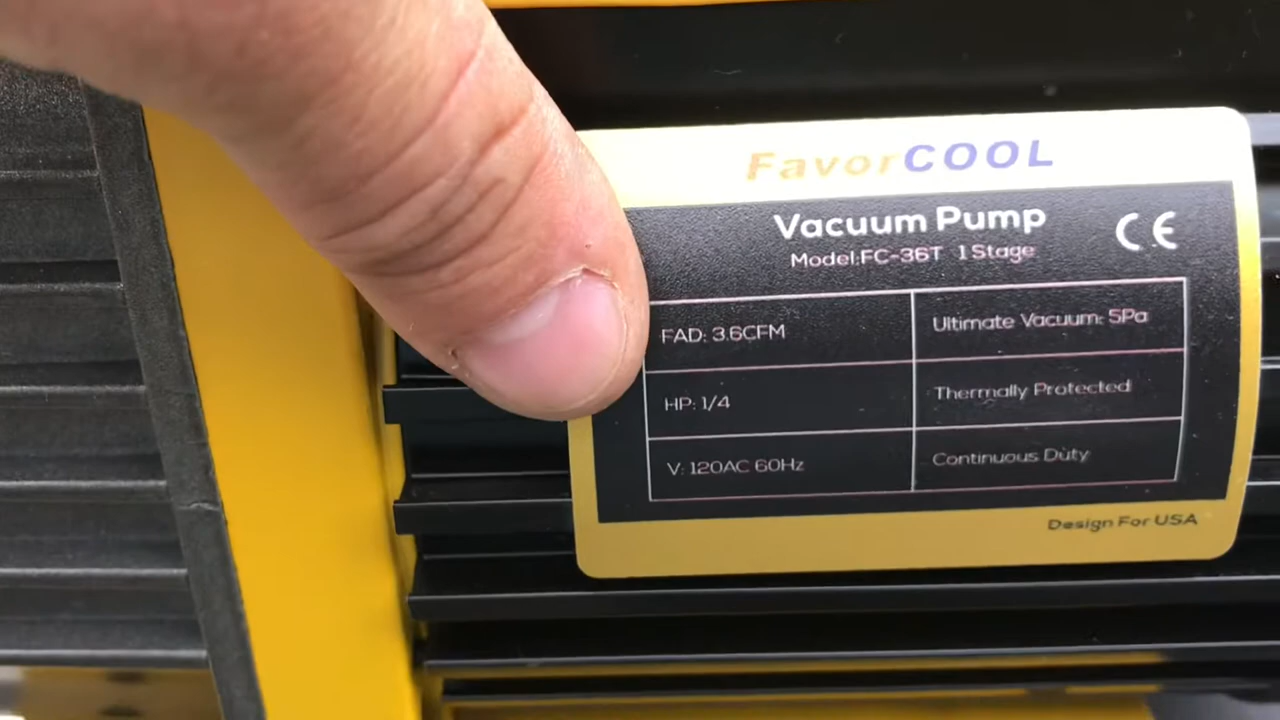 FavorCOOL
Vacuum Pump
CE
Model:FC-36T 1 Stage
FAD: 3.6CFM
Ultimate Vacuum: 5Pa
HP: 1/4
Thermally Protected
V: 120AC 60Hz
Continuous Duty
Design For USA